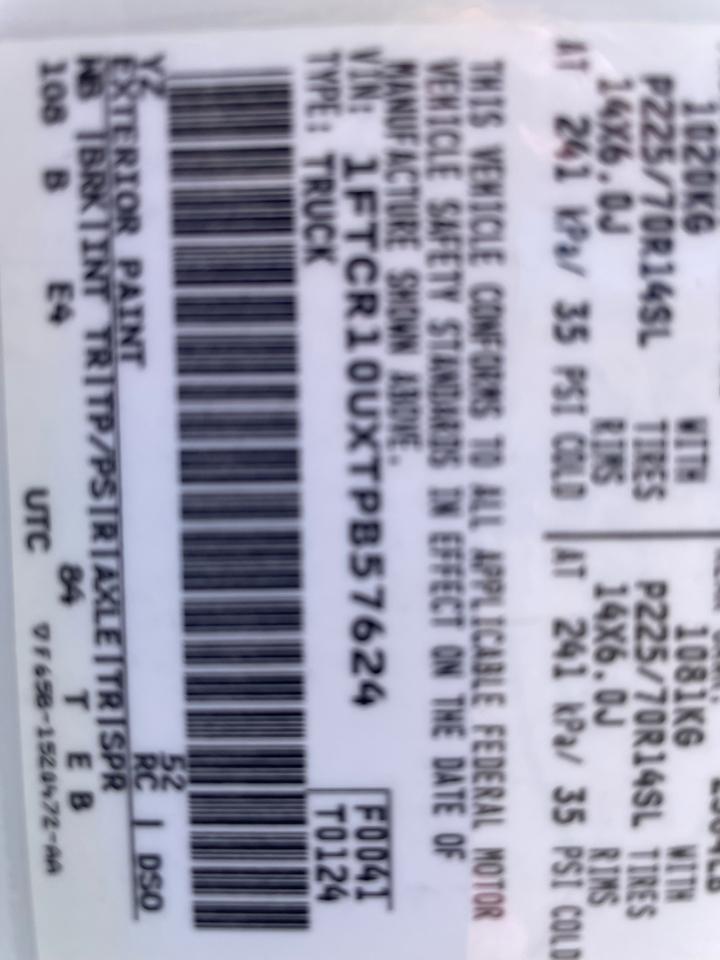 1020KG WITH 1081KG WITH
P225/70R14SL TIRES P225/70R14SL TIRES
14X6.0J RIMS 14X6.0J RIMS
AT 241 kPa/ 35 PSI COLD AT 241 kPa/ 35 PSI COLD
THIS VEHICLE CONFORMS TO ALL APPLICABLE FEDERAL MOTOR
VEHICLE SAFETY STANDARDS IN EFFECT ON THE DATE OF
MANUFACTURE SHOWN ABOVE.
VIN: 1FTCR10UXTPB57624 F0041
TYPE: TRUCK T0124
YZ 52
EXTERIOR PAINT RC | DSO
WB |BRK|INT TR|TP/PS|R|AXLE|TR|SPR
108 B E4 84 T E B
UTC